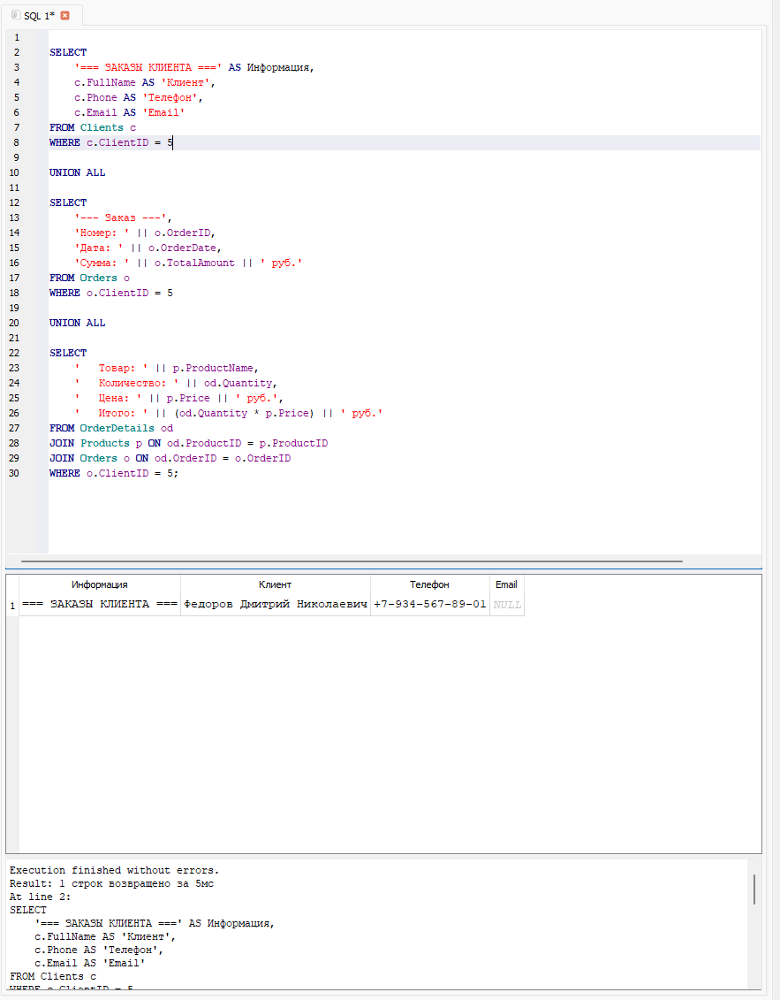 SQL 1*
1
2 SELECT
3 '=== ЗАКАЗЫ КЛИЕНТА ===' AS Информация,
4 c.FullName AS 'Клиент',
5 c.Phone AS 'Телефон',
6 c.Email AS 'Email'
7 FROM Clients c
8 WHERE c.ClientID = 5
9
10 UNION ALL
11
12 SELECT
13 '--- Заказ ---',
14 'Номер: ' || o.OrderID,
15 'Дата: ' || o.OrderDate,
16 'Сумма: ' || o.TotalAmount || ' руб.'
17 FROM Orders o
18 WHERE o.ClientID = 5
19
20 UNION ALL
21
22 SELECT
23 '   Товар: ' || p.ProductName,
24 '   Количество: ' || od.Quantity,
25 '   Цена: ' || p.Price || ' руб.',
26 '   Итого: ' || (od.Quantity * p.Price) || ' руб.'
27 FROM OrderDetails od
28 JOIN Products p ON od.ProductID = p.ProductID
29 JOIN Orders o ON od.OrderID = o.OrderID
30 WHERE o.ClientID = 5;
Информация Клиент Телефон Email
1 === ЗАКАЗЫ КЛИЕНТА === Федоров Дмитрий Николаевич +7-934-567-89-01 NULL
Execution finished without errors.
Result: 1 строк возвращено за 5мс
At line 2:
SELECT
'=== ЗАКАЗЫ КЛИЕНТА ===' AS Информация,
c.FullName AS 'Клиент',
c.Phone AS 'Телефон',
c.Email AS 'Email'
FROM Clients c
WHERE c.ClientID = 5